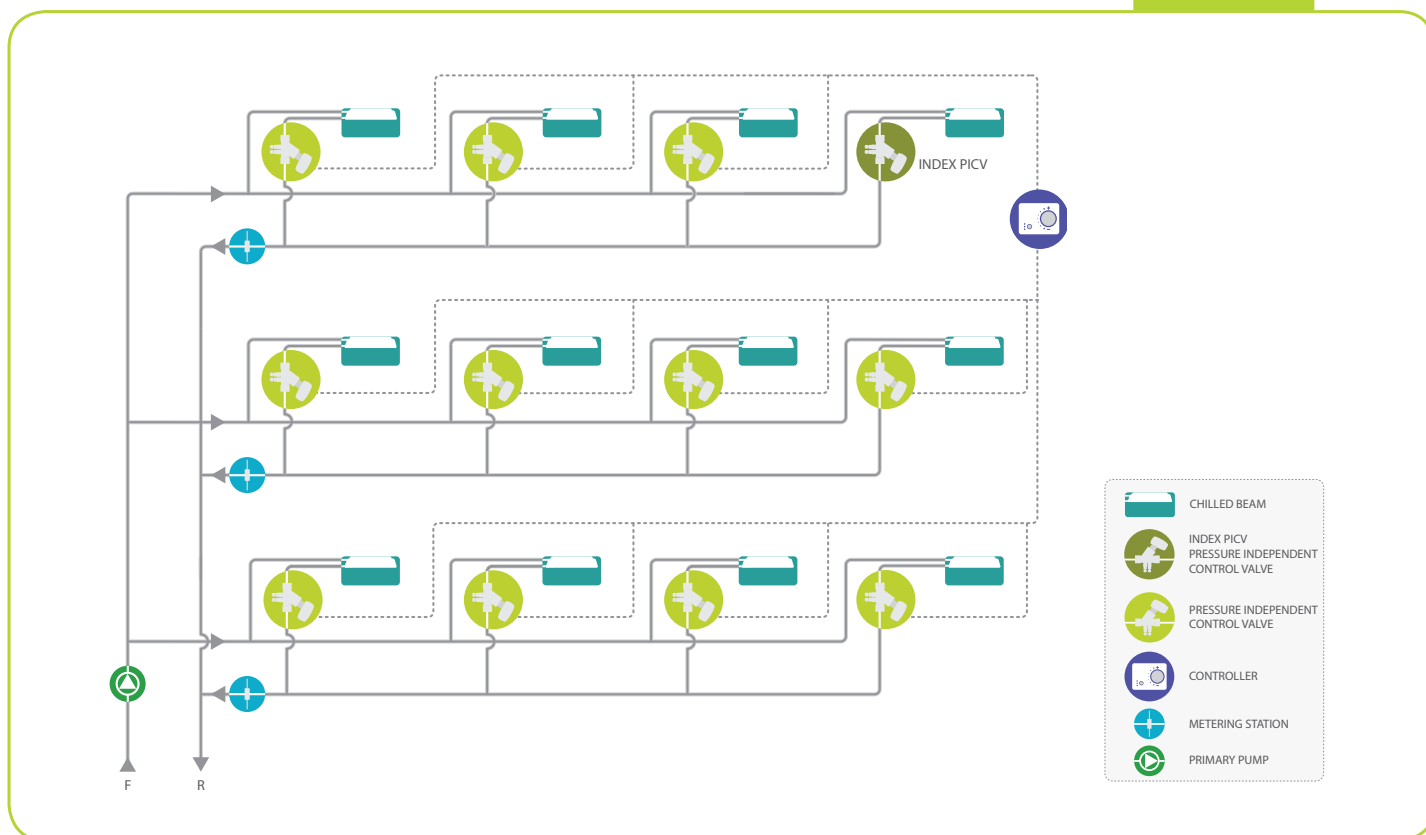 INDEX PICV
F
R
CHILLED BEAM
INDEX PICV
PRESSURE INDEPENDENT
CONTROL VALVE
PRESSURE INDEPENDENT
CONTROL VALVE
CONTROLLER
METERING STATION
PRIMARY PUMP